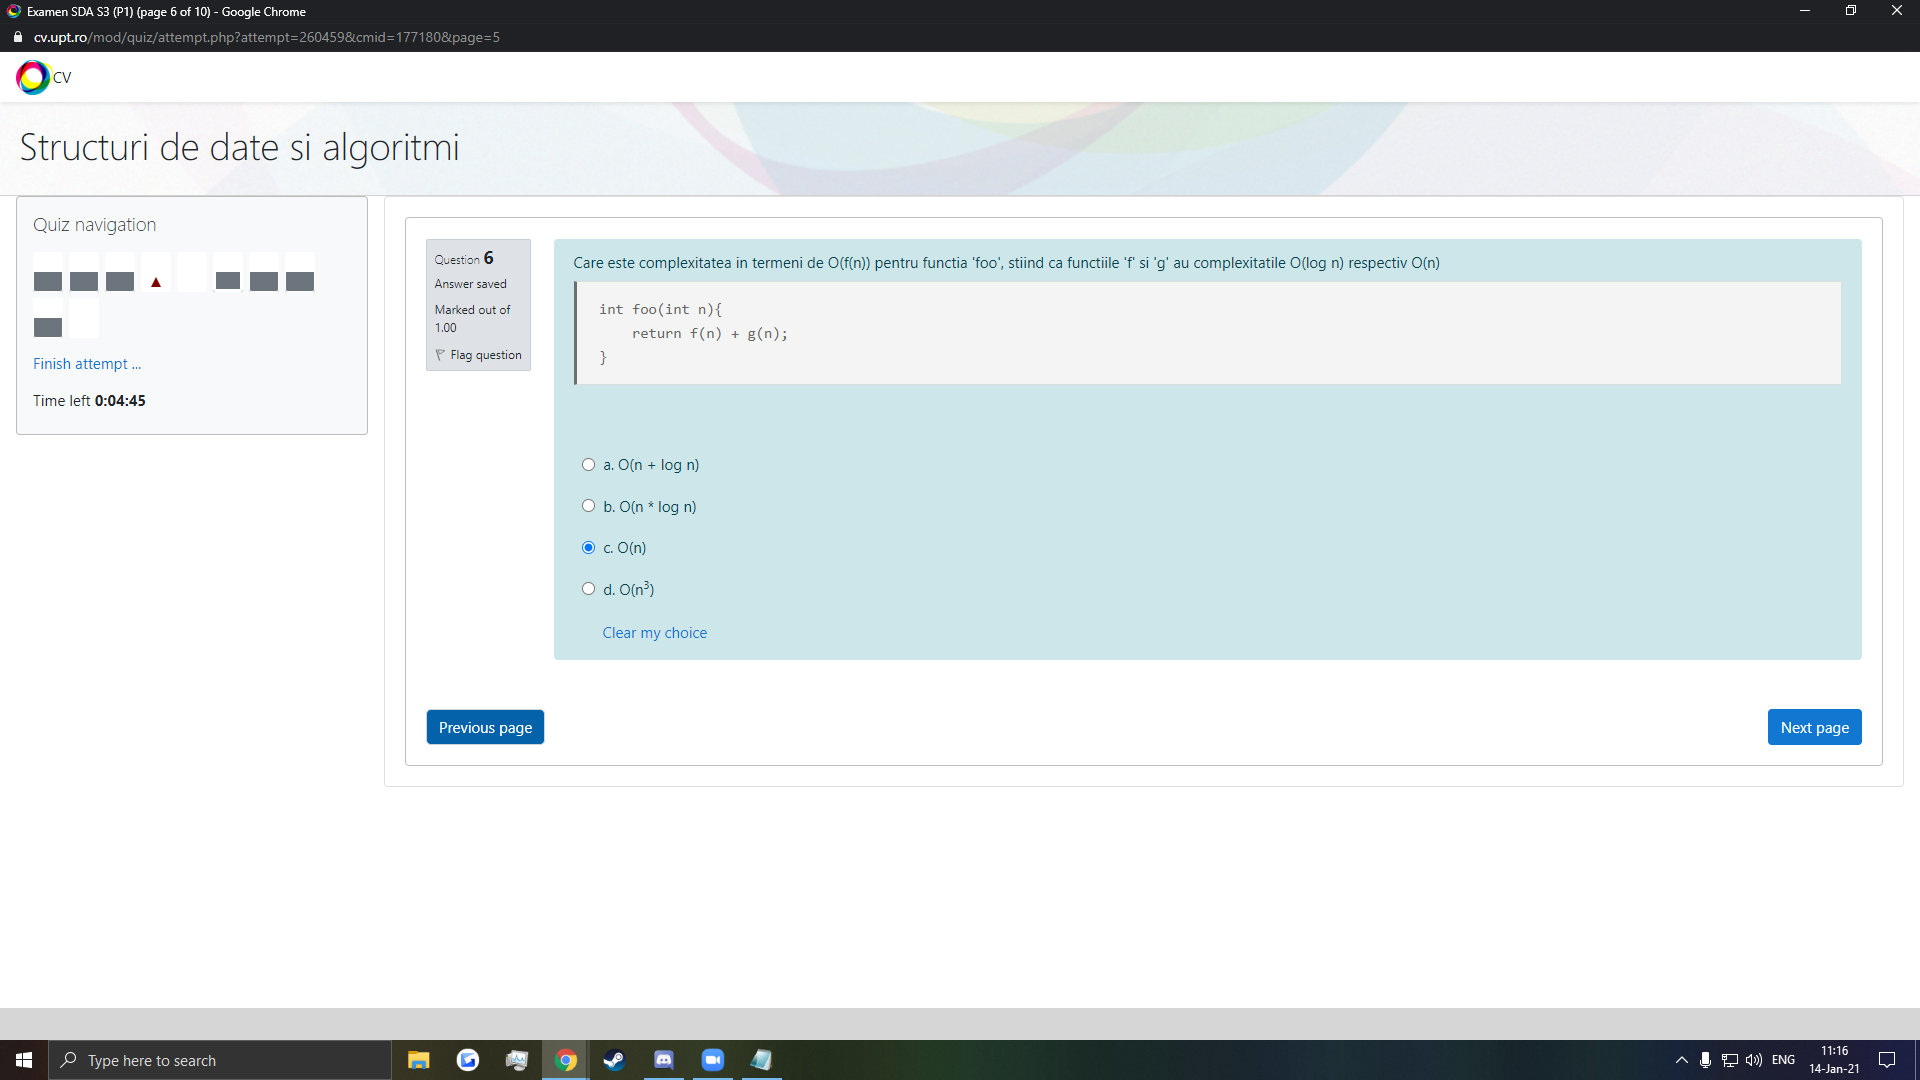 Examen SDA S3 (P1) (page 6 of 10) - Google Chrome
cv.upt.ro/mod/quiz/attempt.php?attempt=260459&cmid=177180&page=5
CV
Structuri de date si algoritmi
Quiz navigation
Finish attempt ...
Time left 0:04:45
Question 6
Answer saved
Marked out of
1.00
Flag question
Care este complexitatea in termeni de O(f(n)) pentru functia 'foo', stiind ca functiile 'f' si 'g' au complexitatile O(log n) respectiv O(n)
int foo(int n){
    return f(n) + g(n);
}
a. O(n + log n)
b. O(n * log n)
c. O(n)
d. O(n³)
Clear my choice
Previous page
Next page
Type here to search
ENG
11:16
14-Jan-21